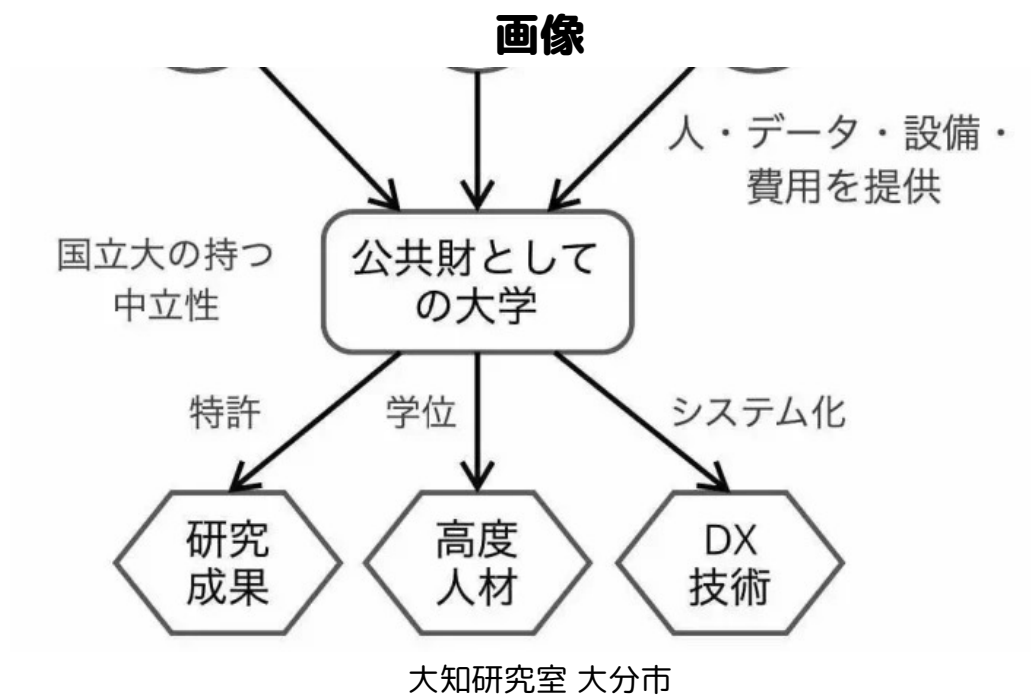 画像
人・データ・設備・
費用を提供
国立大の持つ
中立性
公共財として
の大学
特許
学位
システム化
研究
成果
高度
人材
DX
技術
大知研究室 大分市